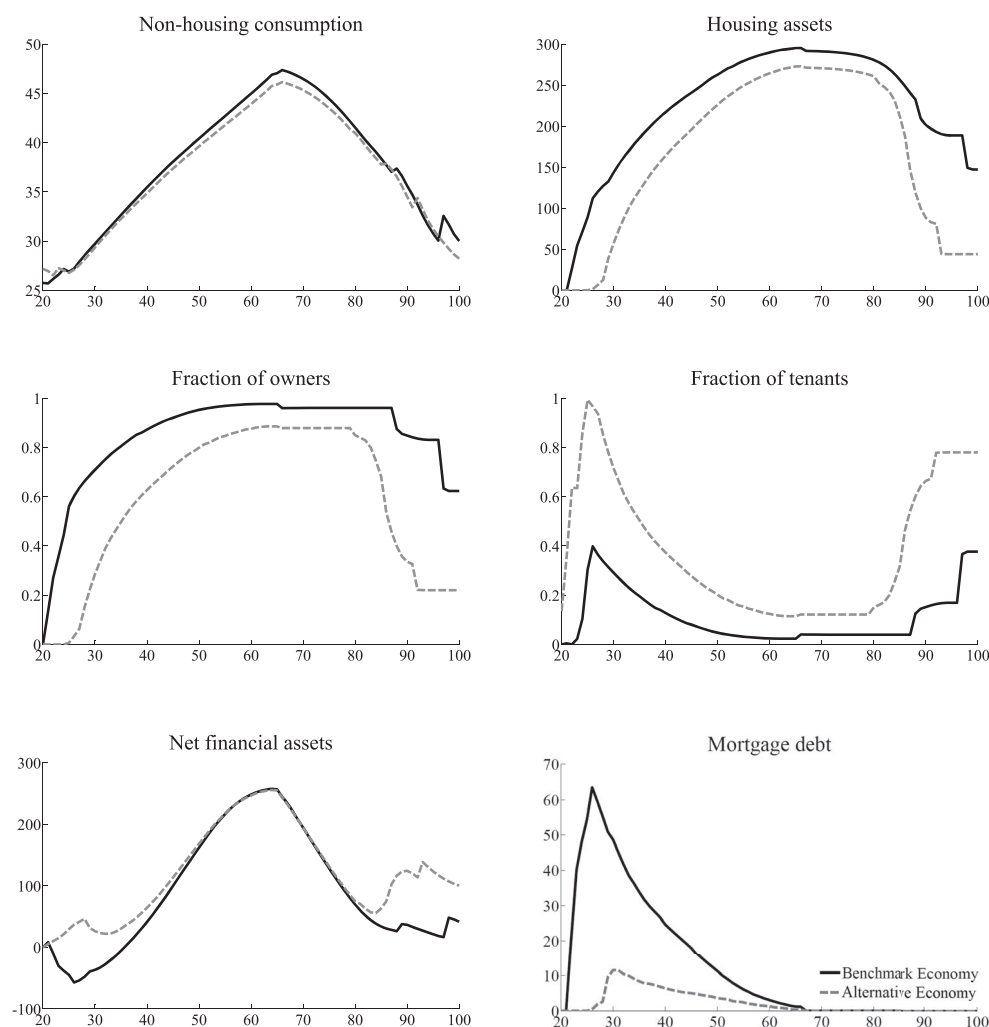 Non-housing consumption
Housing assets
50
45
40
35
30
25
20 30 40 50 60 70 80 90 100
300
250
200
150
100
50
0
20 30 40 50 60 70 80 90 100
Fraction of owners
Fraction of tenants
1
0.8
0.6
0.4
0.2
0
20 30 40 50 60 70 80 90 100
1
0.8
0.6
0.4
0.2
0
20 30 40 50 60 70 80 90 100
Net financial assets
Mortgage debt
300
200
100
0
-100
20 30 40 50 60 70 80 90 100
70
60
50
40
30
20
10
0
20 30 40 50 60 70 80 90 100
Benchmark Economy
Alternative Economy